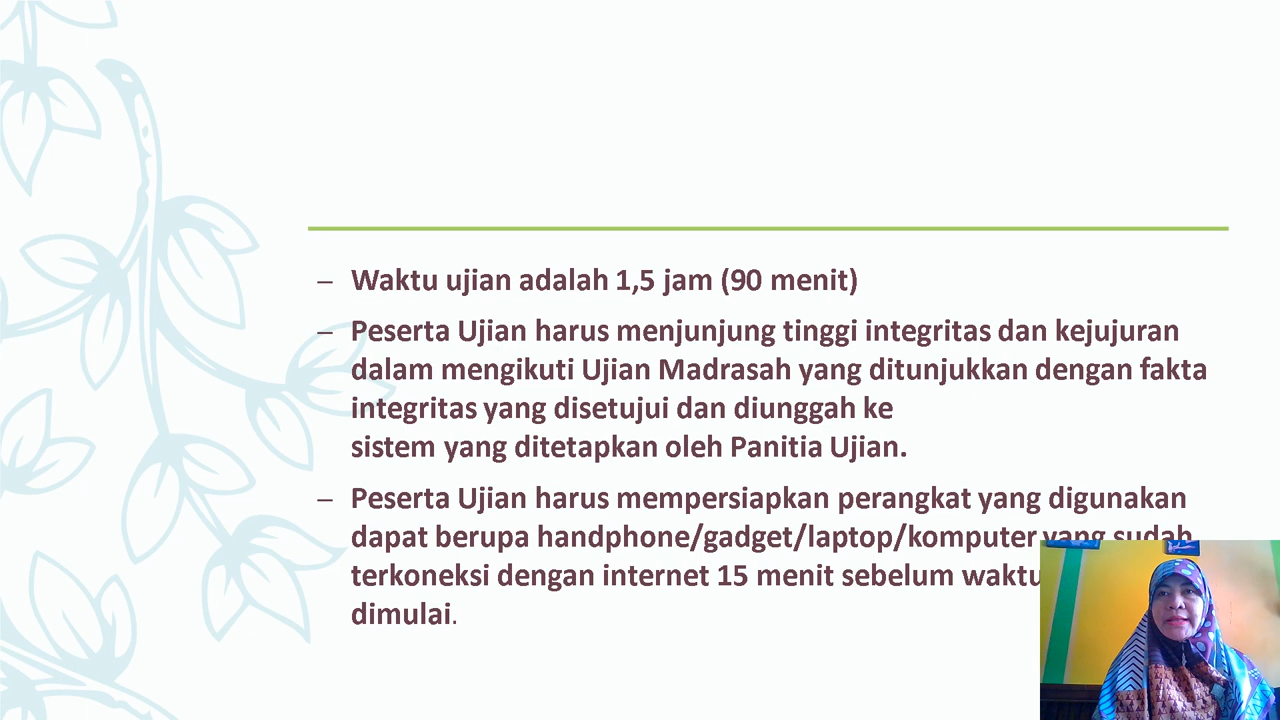 – Waktu ujian adalah 1,5 jam (90 menit)
– Peserta Ujian harus menjunjung tinggi integritas dan kejujuran
dalam mengikuti Ujian Madrasah yang ditunjukkan dengan fakta
integritas yang disetujui dan diunggah ke
sistem yang ditetapkan oleh Panitia Ujian.
– Peserta Ujian harus mempersiapkan perangkat yang digunakan
dapat berupa handphone/gadget/laptop/komputer yang sudah
terkoneksi dengan internet 15 menit sebelum waktu
dimulai.